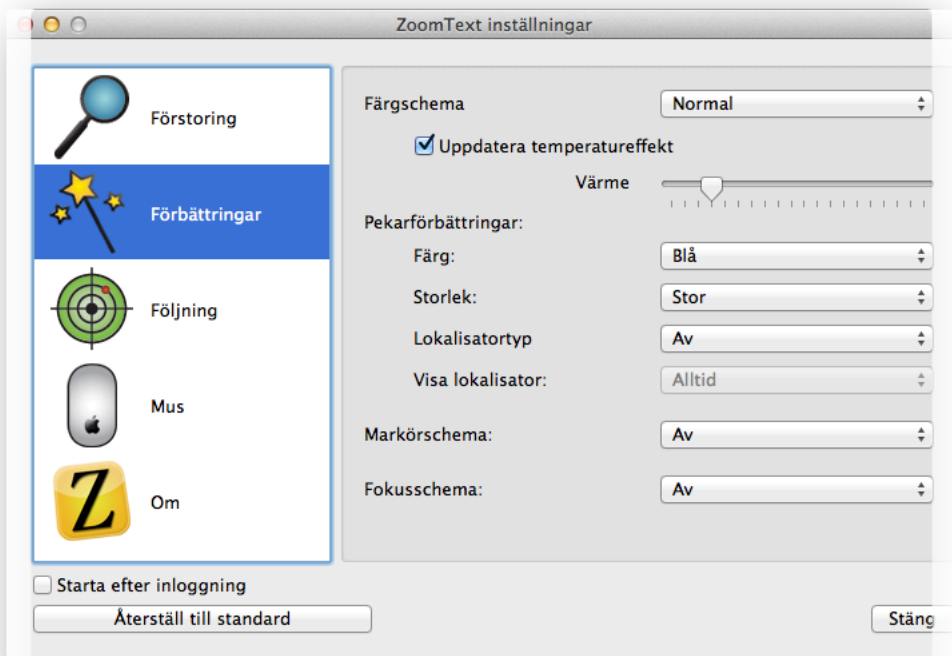 ZoomText inställningar
Förstoring
Förbättringar
Följning
Mus
Z
Om
Färgschema Normal
Uppdatera temperatureffekt
Värme
Pekarförbättringar:
Färg: Blå
Storlek: Stor
Lokalisatortyp Av
Visa lokalisator: Alltid
Markörschema: Av
Fokusschema: Av
Starta efter inloggning
Återställ till standard Stäng